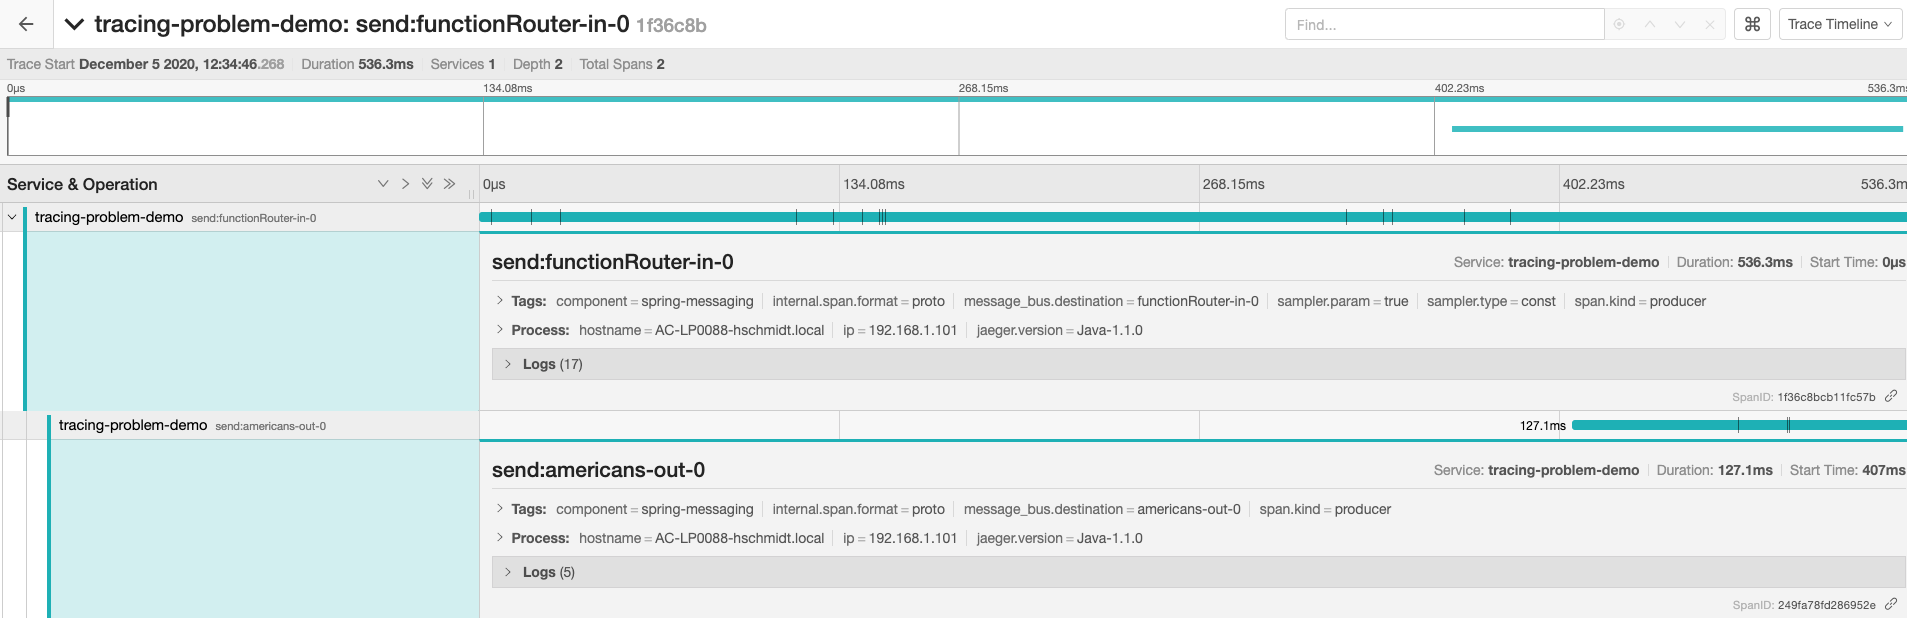 tracing-problem-demo: send:functionRouter-in-0 1f36c8b Find... ⌘ Trace Timeline
Trace Start December 5 2020, 12:34:46.268 Duration 536.3ms Services 1 Depth 2 Total Spans 2
0µs 134.08ms 268.15ms 402.23ms 536.3ms
Service & Operation 0µs 134.08ms 268.15ms 402.23ms 536.3m
tracing-problem-demo send:functionRouter-in-0
send:functionRouter-in-0 Service: tracing-problem-demo Duration: 536.3ms Start Time: 0µs
Tags: component = spring-messaging internal.span.format = proto message_bus.destination = functionRouter-in-0 sampler.param = true sampler.type = const span.kind = producer
Process: hostname = AC-LP0088-hschmidt.local ip = 192.168.1.101 jaeger.version = Java-1.1.0
Logs (17)
SpanID: 1f36c8bcb11fc57b
tracing-problem-demo send:americans-out-0 127.1ms
send:americans-out-0 Service: tracing-problem-demo Duration: 127.1ms Start Time: 407ms
Tags: component = spring-messaging internal.span.format = proto message_bus.destination = americans-out-0 span.kind = producer
Process: hostname = AC-LP0088-hschmidt.local ip = 192.168.1.101 jaeger.version = Java-1.1.0
Logs (5)
SpanID: 249fa78fd286952e